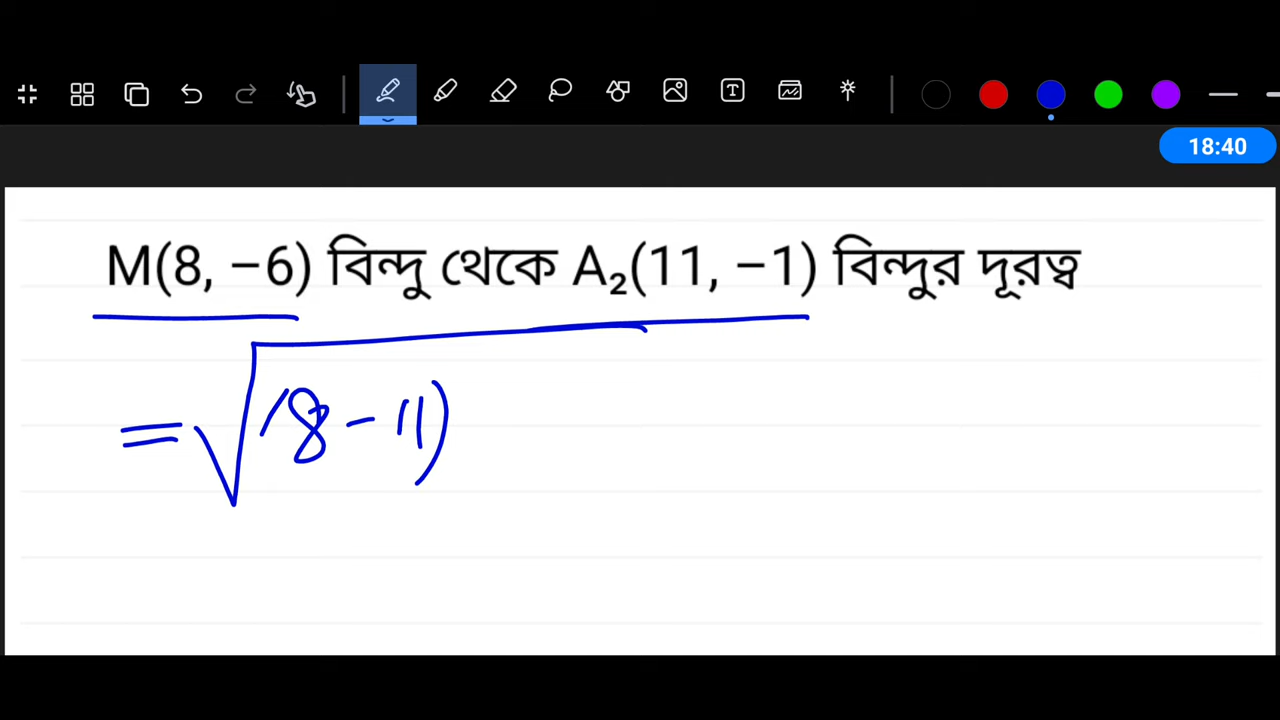 18:40
M(8, −6) বিন্দু থেকে A₂(11, −1) বিন্দুর দূরত্ব
= √(8 − 11)